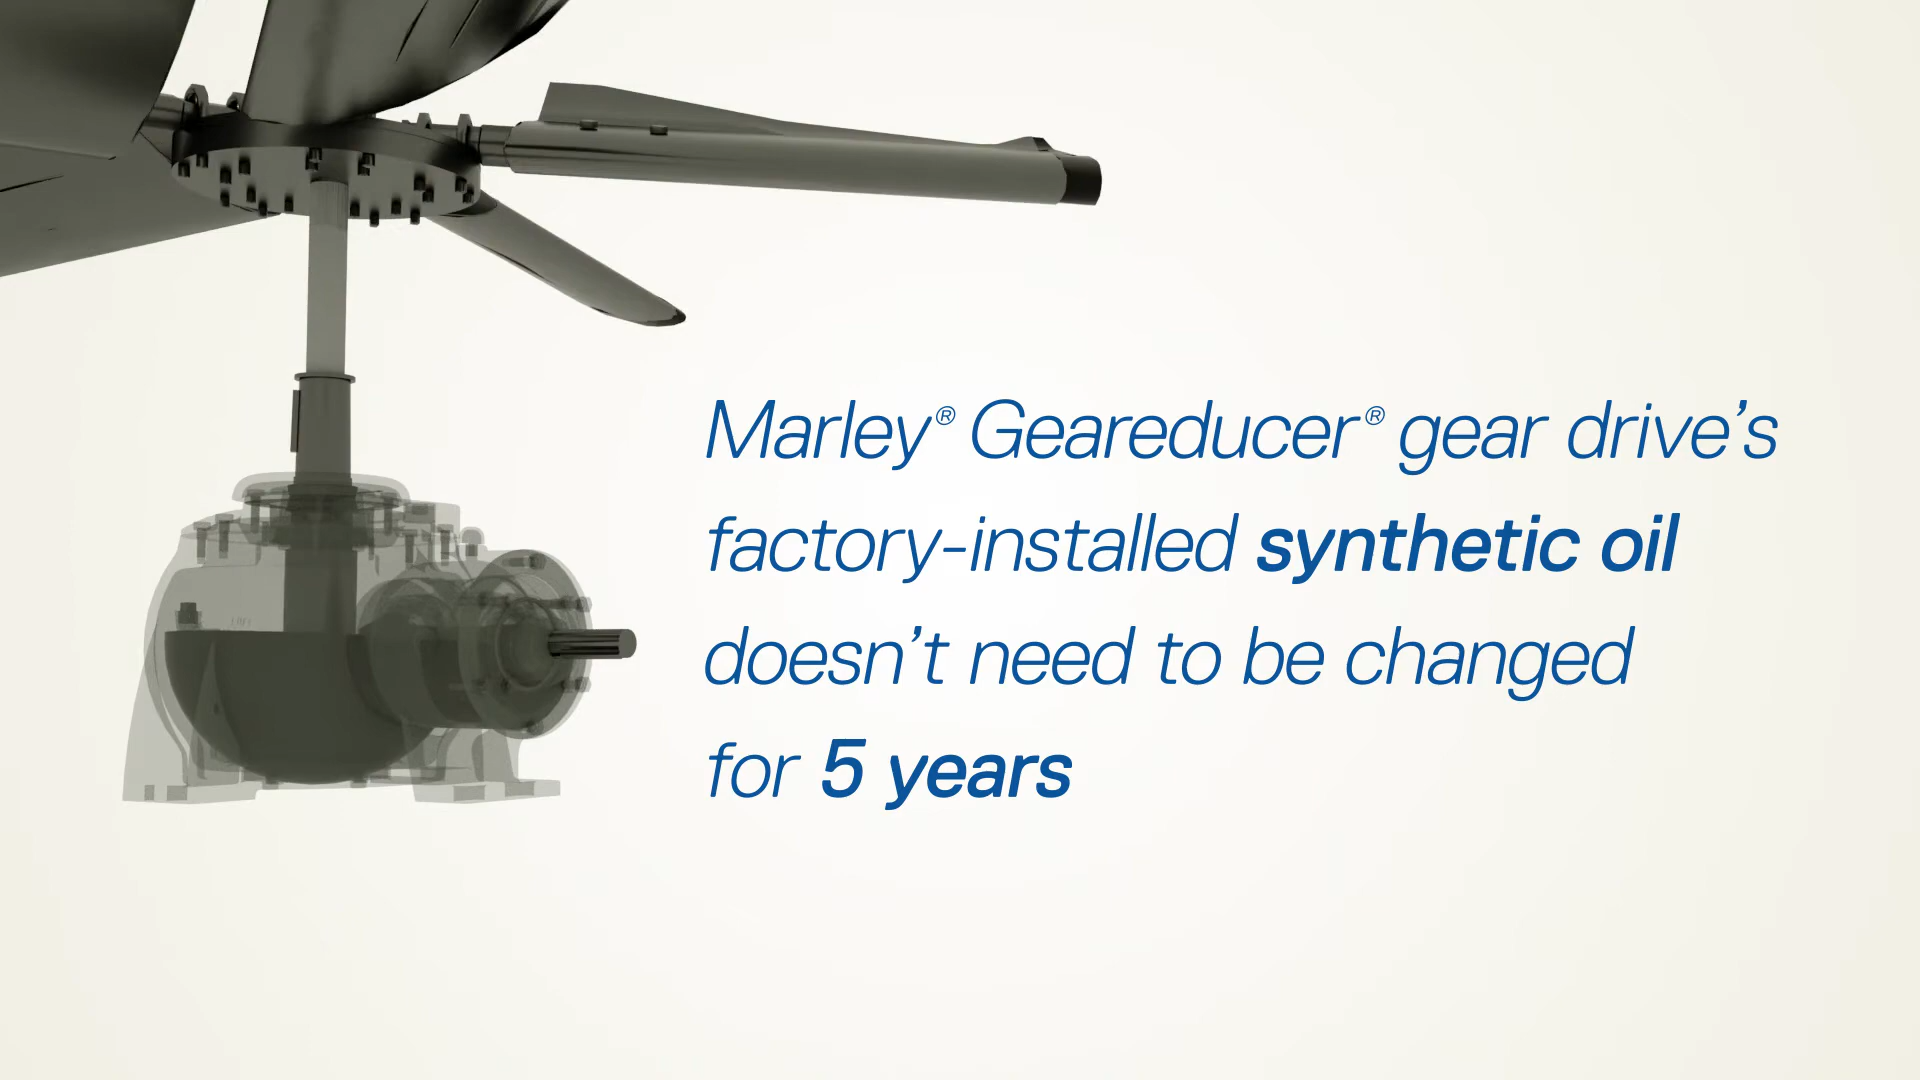 Marley® Geareducer® gear drive’s
factory-installed synthetic oil
doesn’t need to be changed
for 5 years